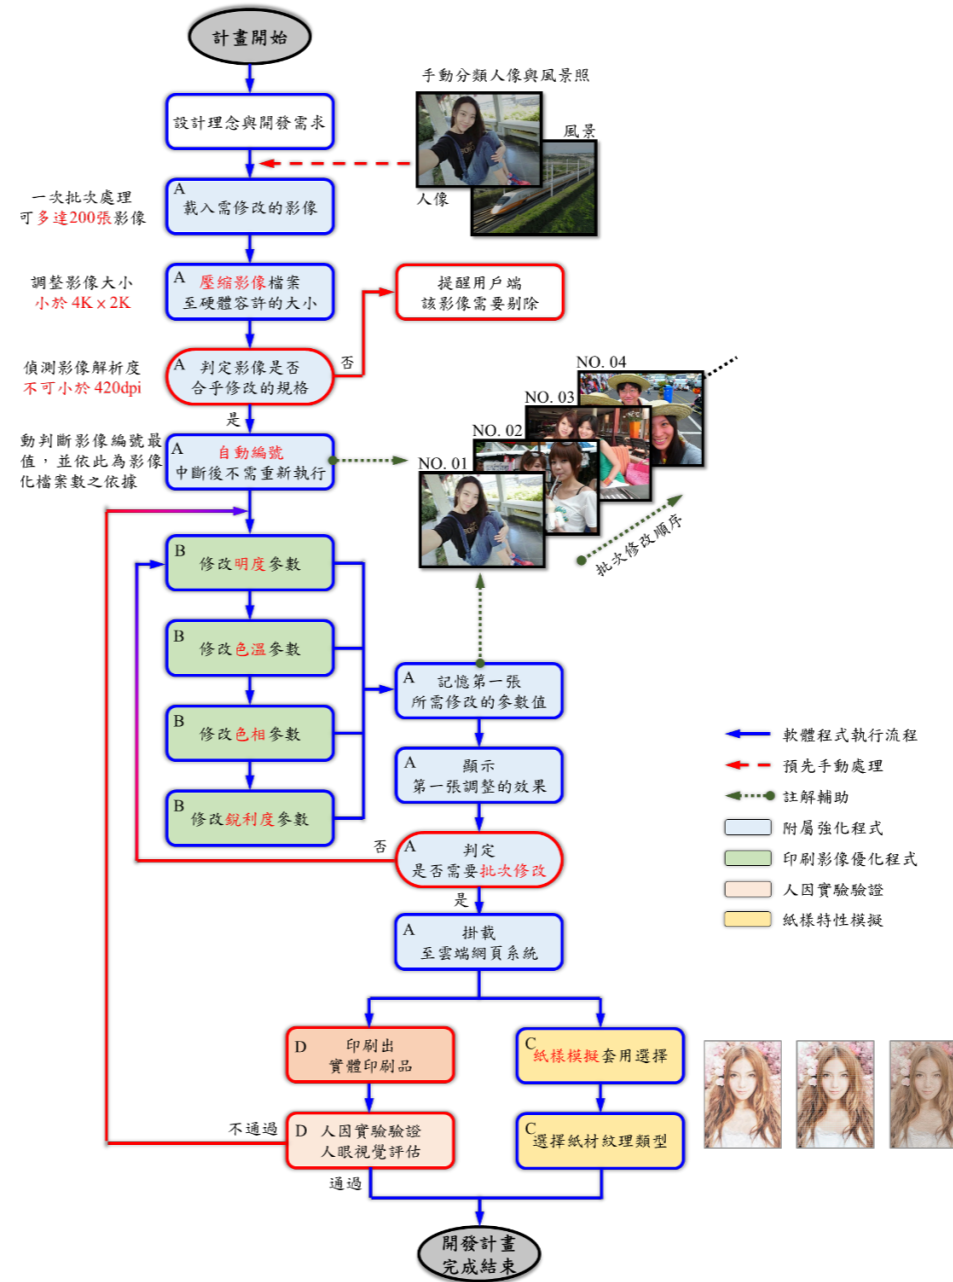 計畫開始
手動分類人像與風景照
設計理念與開發需求
風景
人像
一次批次處理
可多達200張影像
A
載入需修改的影像
調整影像大小
小於 4K x 2K
A 壓縮影像檔案
至硬體容許的大小
提醒用戶端
該影像需要剔除
偵測影像解析度
不可小於 420dpi
A 判定影像是否
合乎修改的規格
否
是
NO. 04
NO. 03
NO. 02
NO. 01
動判斷影像編號最
值，並依此為影像
化檔案數之依據
A 自動編號
中斷後不需重新執行
批次修改順序
B
修改明度參數
B
修改色溫參數
B
修改色相參數
B
修改銳利度參數
A 記憶第一張
所需修改的參數值
A 顯示
第一張調整的效果
否
A 判定
是否需要批次修改
是
A 掛載
至雲端網頁系統
軟體程式執行流程
預先手動處理
註解輔助
附屬強化程式
印刷影像優化程式
人因實驗驗證
紙樣特性模擬
D 印刷出
實體印刷品
C
紙樣模擬套用選擇
不通過
D 人因實驗驗證
人眼視覺評估
C
選擇紙材紋理類型
通過
開發計畫
完成結束